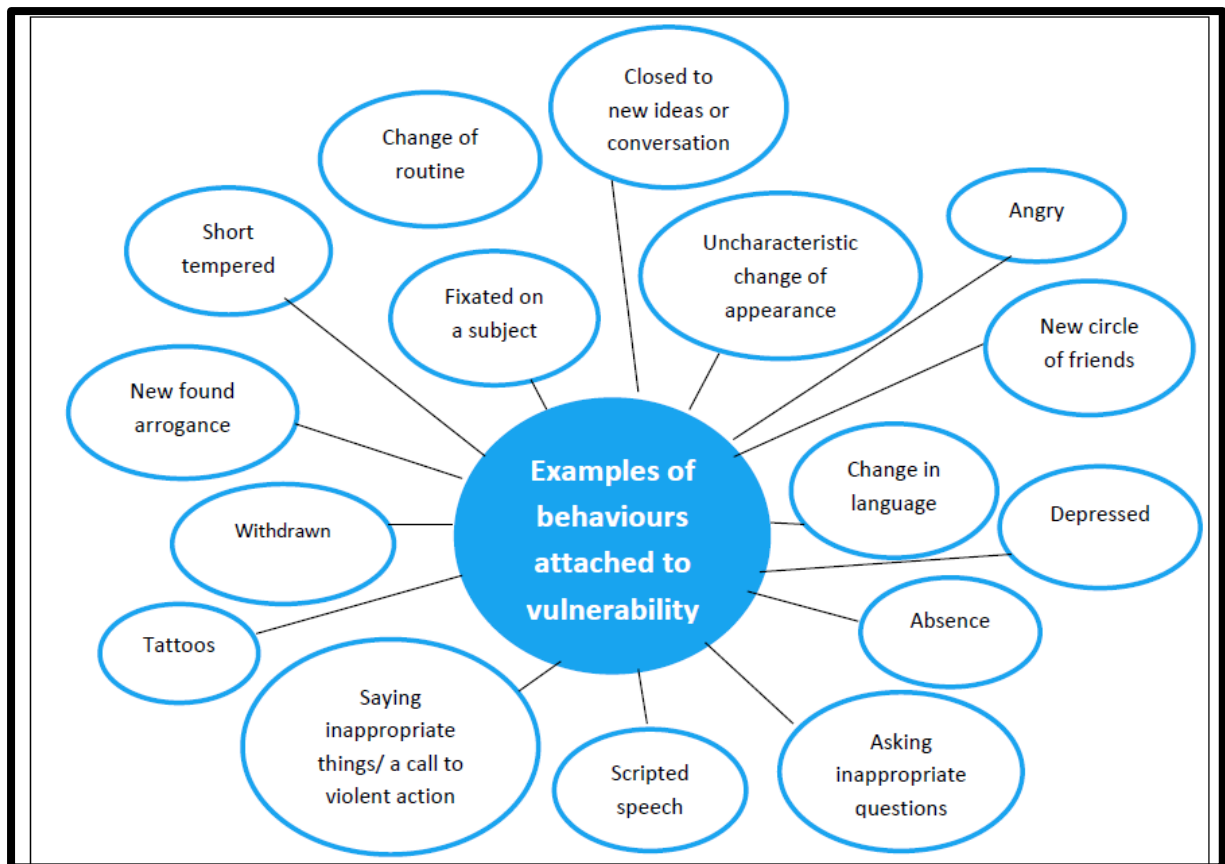 Closed to
new ideas or
conversation
Change of
routine
Angry
Short
tempered
Uncharacteristic
change of
appearance
Fixated on
a subject
New circle
of friends
New found
arrogance
Examples of
behaviours
attached to
vulnerability
Change in
language
Withdrawn
Depressed
Absence
Tattoos
Saying
inappropriate
things/ a call to
violent action
Scripted
speech
Asking
inappropriate
questions